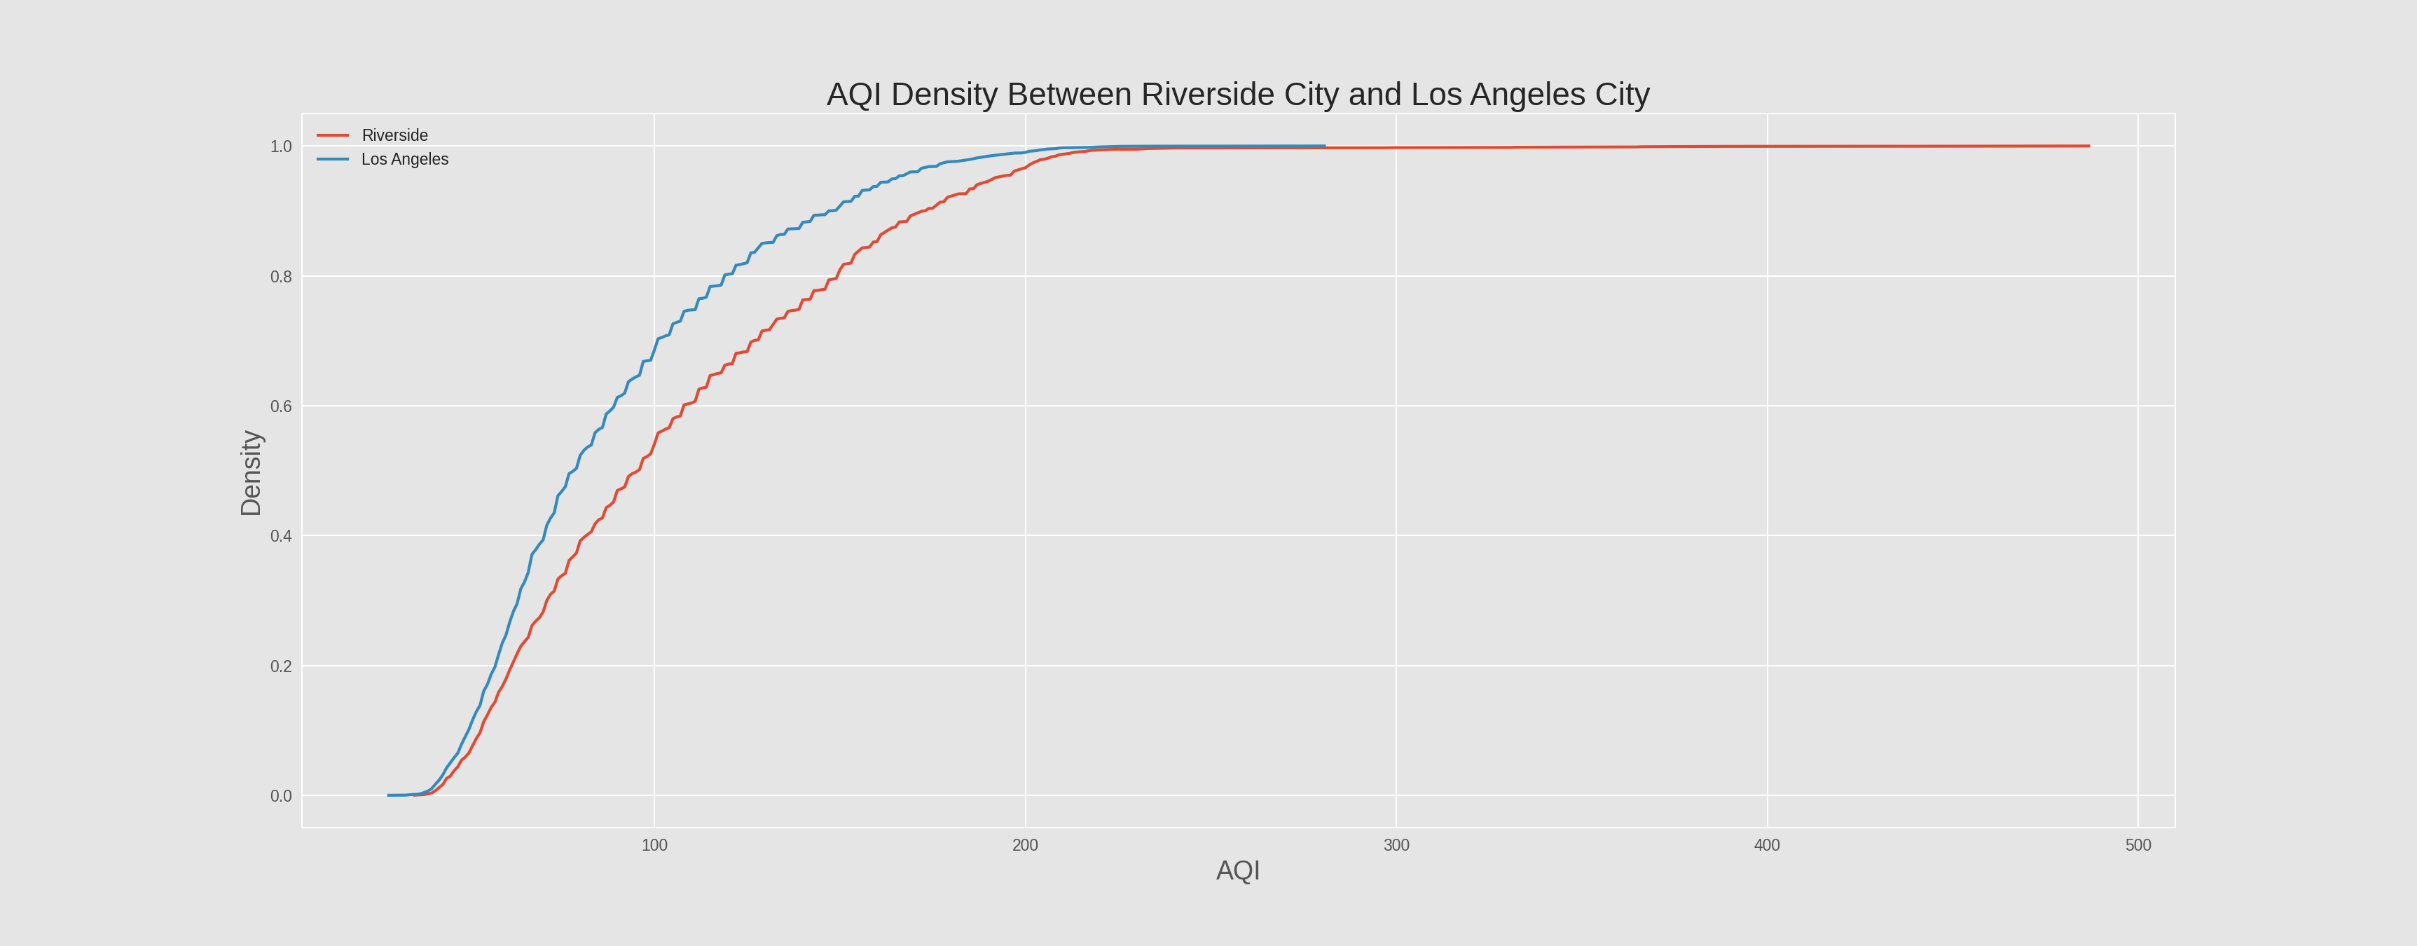 AQI Density Between Riverside City and Los Angeles City
Riverside
Los Angeles
1.0
0.8
0.6
0.4
0.2
0.0
Density
100 200 300 400 500
AQI